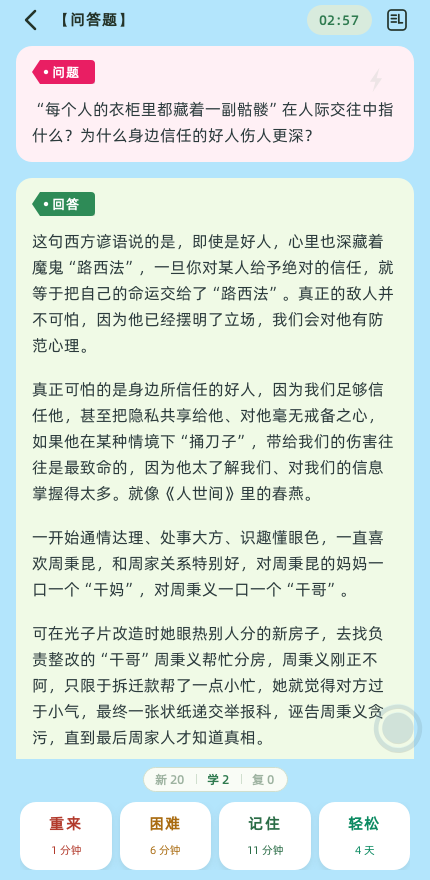 【问答题】
02:57
•问题
“每个人的衣柜里都藏着一副骷髅”在人际交往中指
什么？为什么身边信任的好人伤人更深？
•回答
这句西方谚语说的是，即使是好人，心里也深藏着
魔鬼“路西法”，一旦你对某人给予绝对的信任，就
等于把自己的命运交给了“路西法”。真正的敌人并
不可怕，因为他已经摆明了立场，我们会对他有防
范心理。
真正可怕的是身边所信任的好人，因为我们足够信
任他，甚至把隐私共享给他、对他毫无戒备之心，
如果他在某种情境下“捅刀子”，带给我们的伤害往
往是最致命的，因为他太了解我们、对我们的信息
掌握得太多。就像《人世间》里的春燕。
一开始通情达理、处事大方、识趣懂眼色，一直喜
欢周秉昆，和周家关系特别好，对周秉昆的妈妈一
口一个“干妈”，对周秉义一口一个“干哥”。
可在光子片改造时她眼热别人分的新房子，去找负
责整改的“干哥”周秉义帮忙分房，周秉义刚正不
阿，只限于拆迁款帮了一点小忙，她就觉得对方过
于小气，最终一张状纸递交举报科，诬告周秉义贪
污，直到最后周家人才知道真相。
新 20 学 2 复 0
重来 困难 记住 轻松
1 分钟 6 分钟 11 分钟 4 天